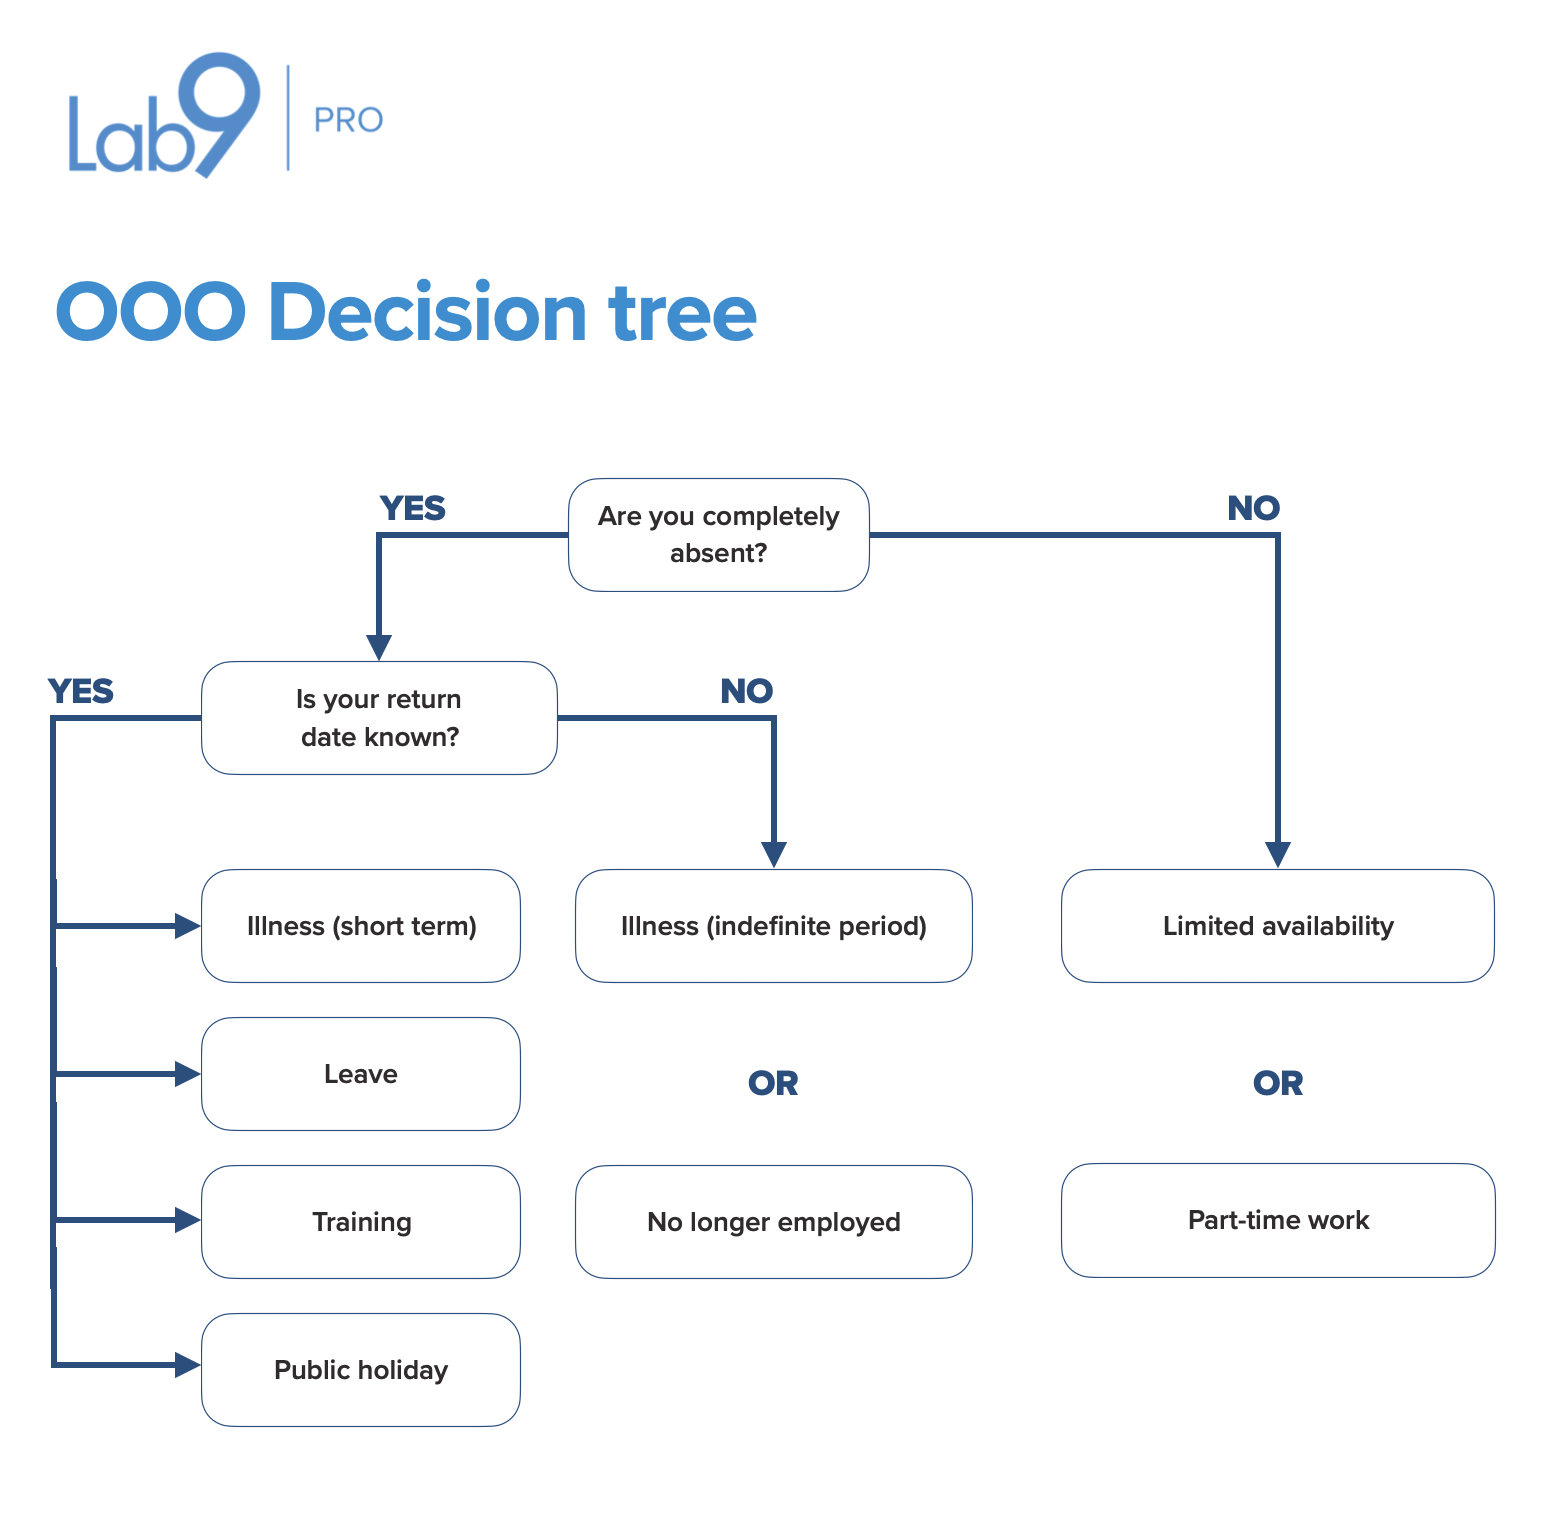 Lab9 PRO
OOO Decision tree
YES
Are you completely
absent?
NO
YES
Is your return
date known?
NO
Illness (short term)
Illness (indefinite period)
Limited availability
Leave
OR
OR
Training
No longer employed
Part-time work
Public holiday